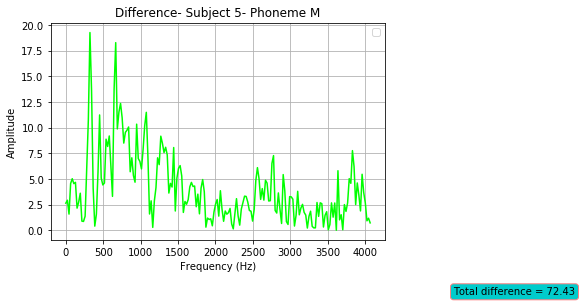 Difference- Subject 5- Phoneme M
20.0
17.5
15.0
12.5
10.0
7.5
5.0
2.5
0.0
Amplitude
0 500 1000 1500 2000 2500 3000 3500 4000
Frequency (Hz)
Total difference = 72.43